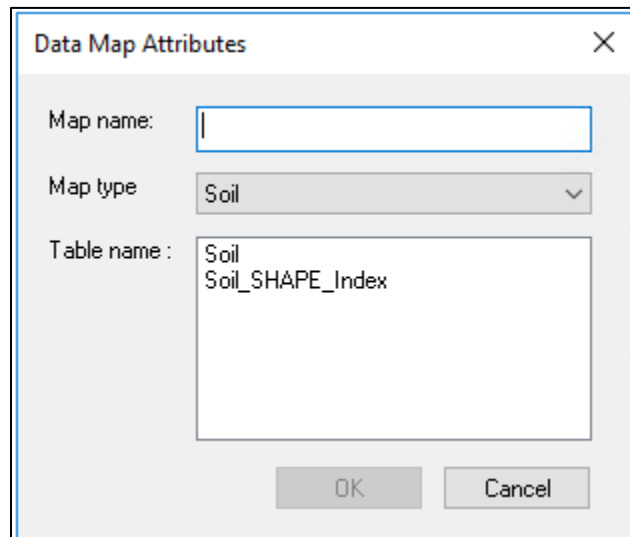 Data Map Attributes
Map name:
Map type
Soil
Table name :
Soil
Soil_SHAPE_Index
OK
Cancel